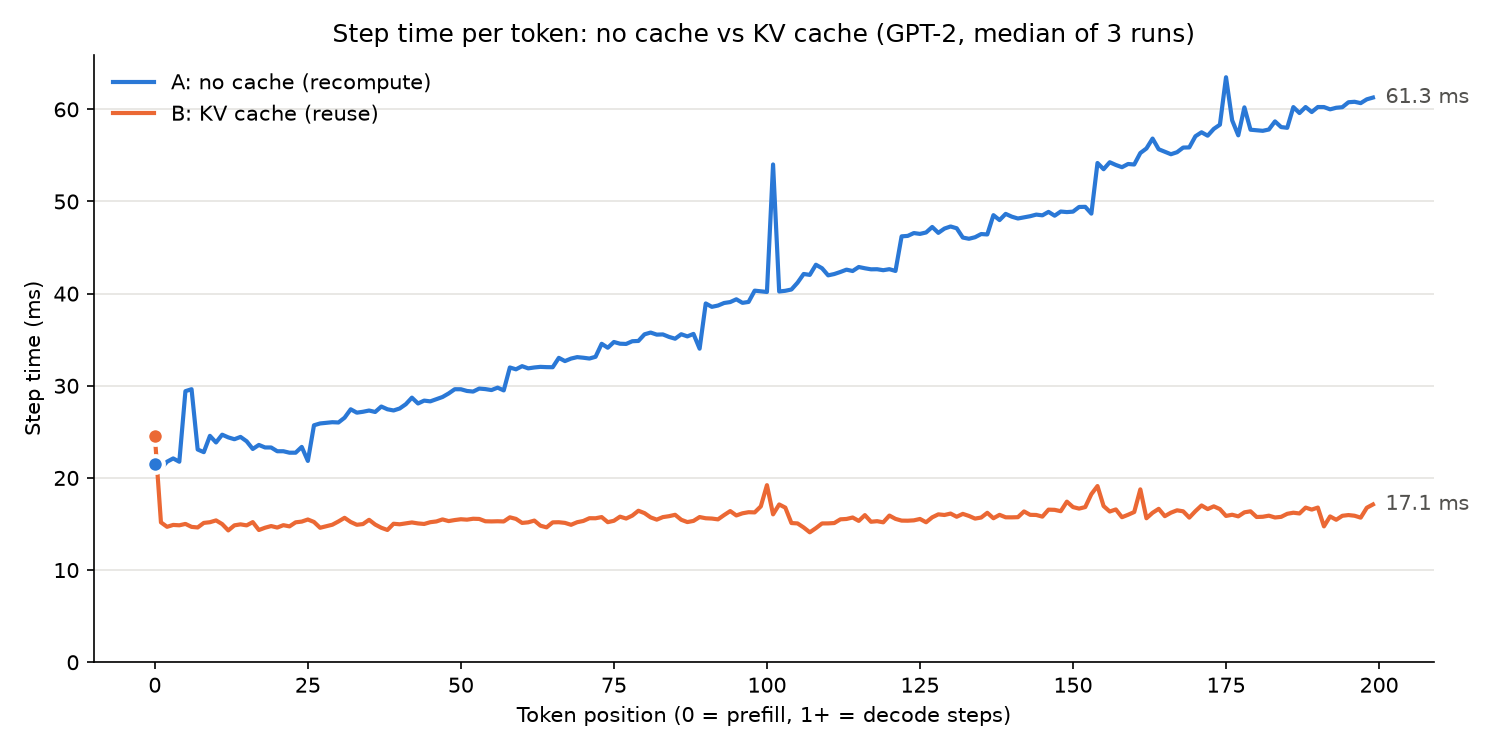 Step time per token: no cache vs KV cache (GPT-2, median of 3 runs)
A: no cache (recompute)
B: KV cache (reuse)
61.3 ms
17.1 ms
Step time (ms)
60
50
40
30
20
10
0
0 25 50 75 100 125 150 175 200
Token position (0 = prefill, 1+ = decode steps)